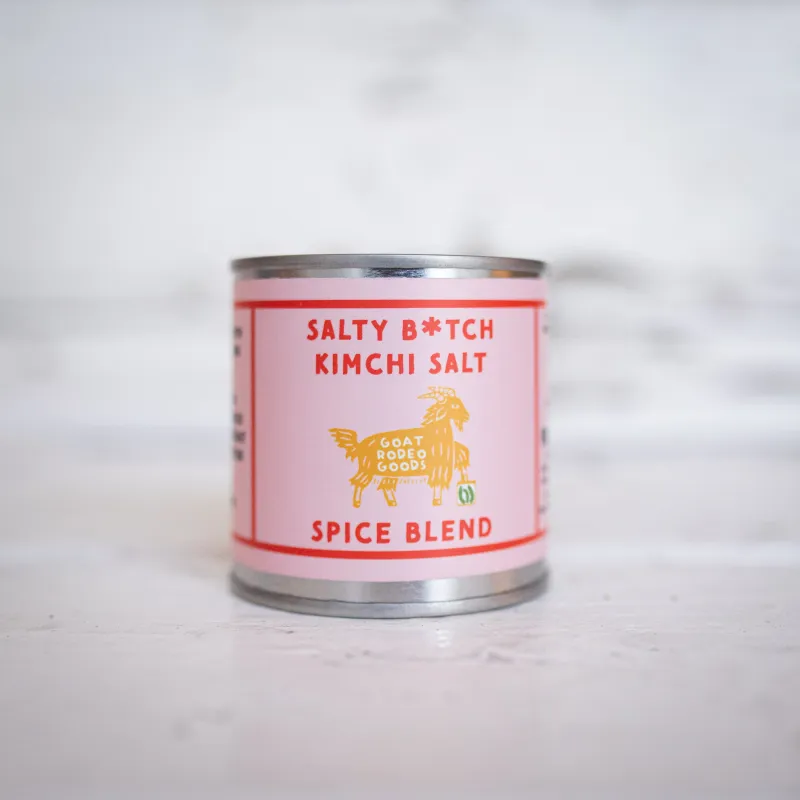 SALTY B*TCH
KIMCHI SALT
GOAT
RODEO
GOODS
SPICE BLEND